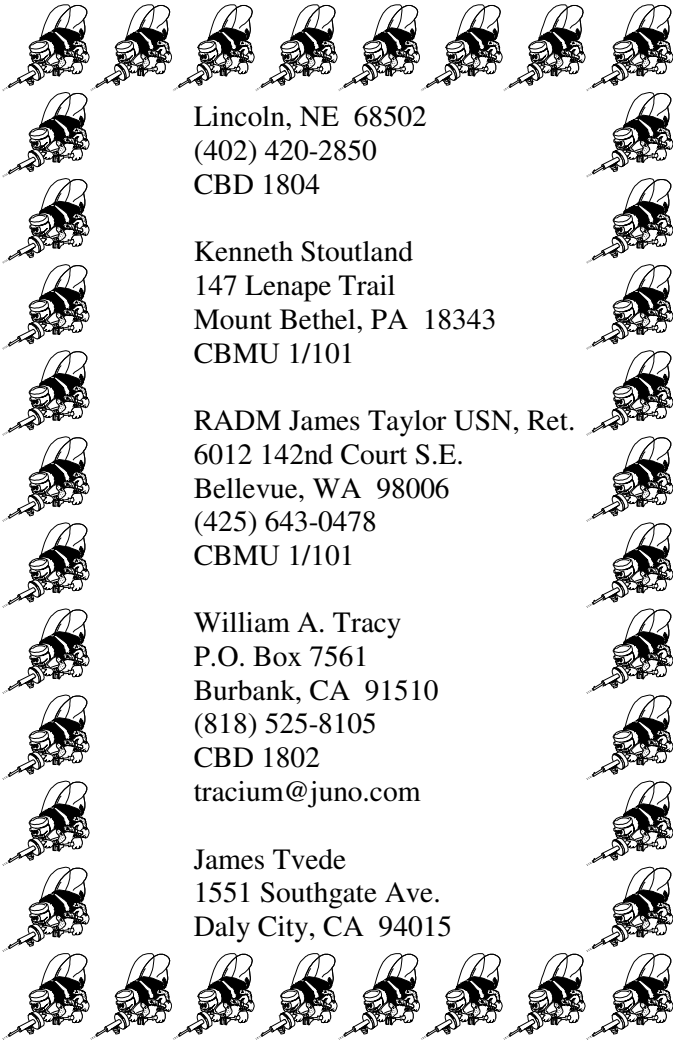 Lincoln, NE  68502
(402) 420-2850
CBD 1804

Kenneth Stoutland
147 Lenape Trail
Mount Bethel, PA  18343
CBMU 1/101

RADM James Taylor USN, Ret.
6012 142nd Court S.E.
Bellevue, WA  98006
(425) 643-0478
CBMU 1/101

William A. Tracy
P.O. Box 7561
Burbank, CA  91510
(818) 525-8105
CBD 1802
tracium@juno.com

James Tvede
1551 Southgate Ave.
Daly City, CA  94015